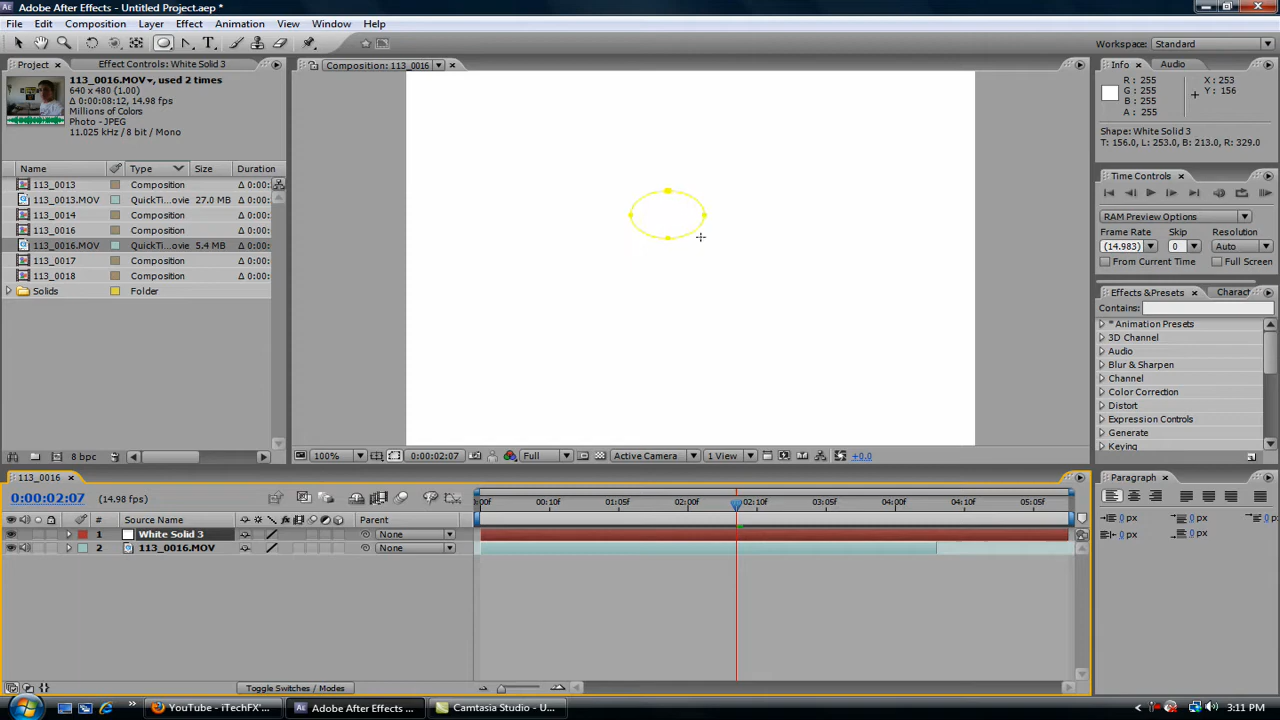 Adobe After Effects - Untitled Project.aep *
File Edit Composition Layer Effect Animation View Window Help
Workspace: Standard
Project × Effect Controls: White Solid 3
Composition: 113_0016
Info × Audio
113_0016.MOV, used 2 times
640 x 480 (1.00)
Δ 0:00:08:12, 14.98 fps
Millions of Colors
Photo - JPEG
11.025 kHz / 8 bit / Mono
R: 255
G: 255
B: 255
A: 255
X: 253
Y: 156
Shape: White Solid 3
T: 156.0, L: 253.0, B: 213.0, R: 329.0
Name Type Size Duration
113_0013 Composition Δ 0:00:
113_0013.MOV QuickTi...ovie 27.0 MB Δ 0:00:
113_0014 Composition Δ 0:00:
113_0016 Composition Δ 0:00:
113_0016.MOV QuickTi...ovie 5.4 MB Δ 0:00:
113_0017 Composition Δ 0:00:
113_0018 Composition Δ 0:00:
Solids Folder
Time Controls ×
RAM Preview Options
Frame Rate Skip Resolution
(14.983) 0 Auto
From Current Time Full Screen
Effects & Presets × Charact
Contains:
* Animation Presets
3D Channel
Audio
Blur & Sharpen
Channel
Color Correction
Distort
Expression Controls
Generate
Keying
8 bpc
100% 0:00:02:07 Full Active Camera 1 View +0.0
113_0016 ×
0:00:02:07 (14.98 fps)
:00f 00:10f 01:05f 02:00f 02:10f 03:05f 04:00f 04:10f 05:05f
# Source Name Parent
1 White Solid 3 None
2 113_0016.MOV None
Paragraph ×
0 px 0 px 0 px
0 px 0 px
Toggle Switches / Modes
YouTube - iTechFX'... Adobe After Effects ... Camtasia Studio - U... 3:11 PM